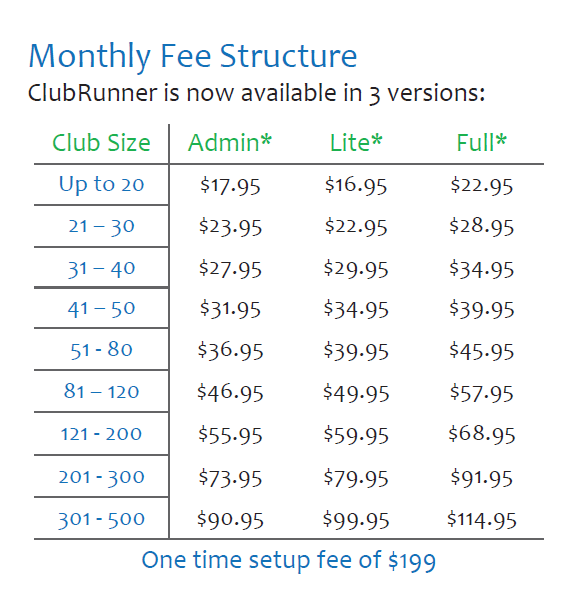 Monthly Fee Structure
ClubRunner is now available in 3 versions:
Club Size Admin* Lite* Full*
Up to 20 $17.95 $16.95 $22.95
21 – 30 $23.95 $22.95 $28.95
31 – 40 $27.95 $29.95 $34.95
41 – 50 $31.95 $34.95 $39.95
51 - 80 $36.95 $39.95 $45.95
81 – 120 $46.95 $49.95 $57.95
121 - 200 $55.95 $59.95 $68.95
201 - 300 $73.95 $79.95 $91.95
301 - 500 $90.95 $99.95 $114.95
One time setup fee of $199